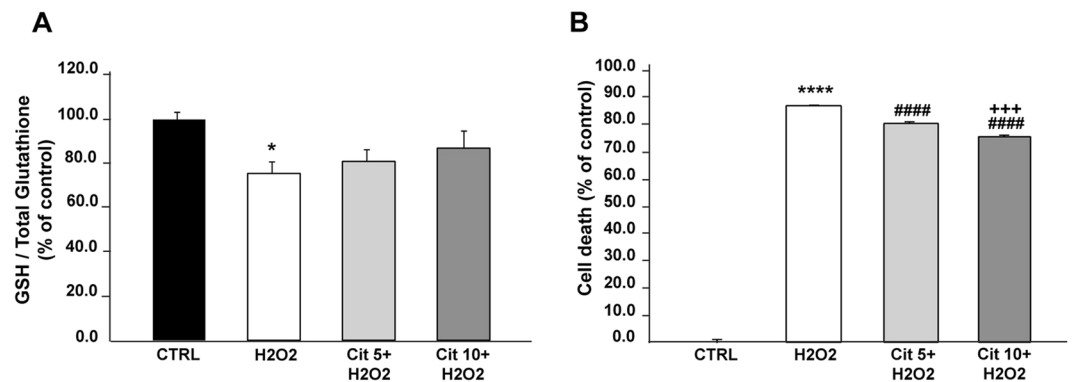 A
GSH / Total Glutathione
(% of control)
120.0
100.0
80.0
60.0
40.0
20.0
0.0
*
CTRL
H2O2
Cit 5+
H2O2
Cit 10+
H2O2
B
Cell death (% of control)
100.0
90.0
80.0
70.0
60.0
50.0
40.0
30.0
20.0
10.0
0.0
****
####
+++
####
CTRL
H2O2
Cit 5+
H2O2
Cit 10+
H2O2